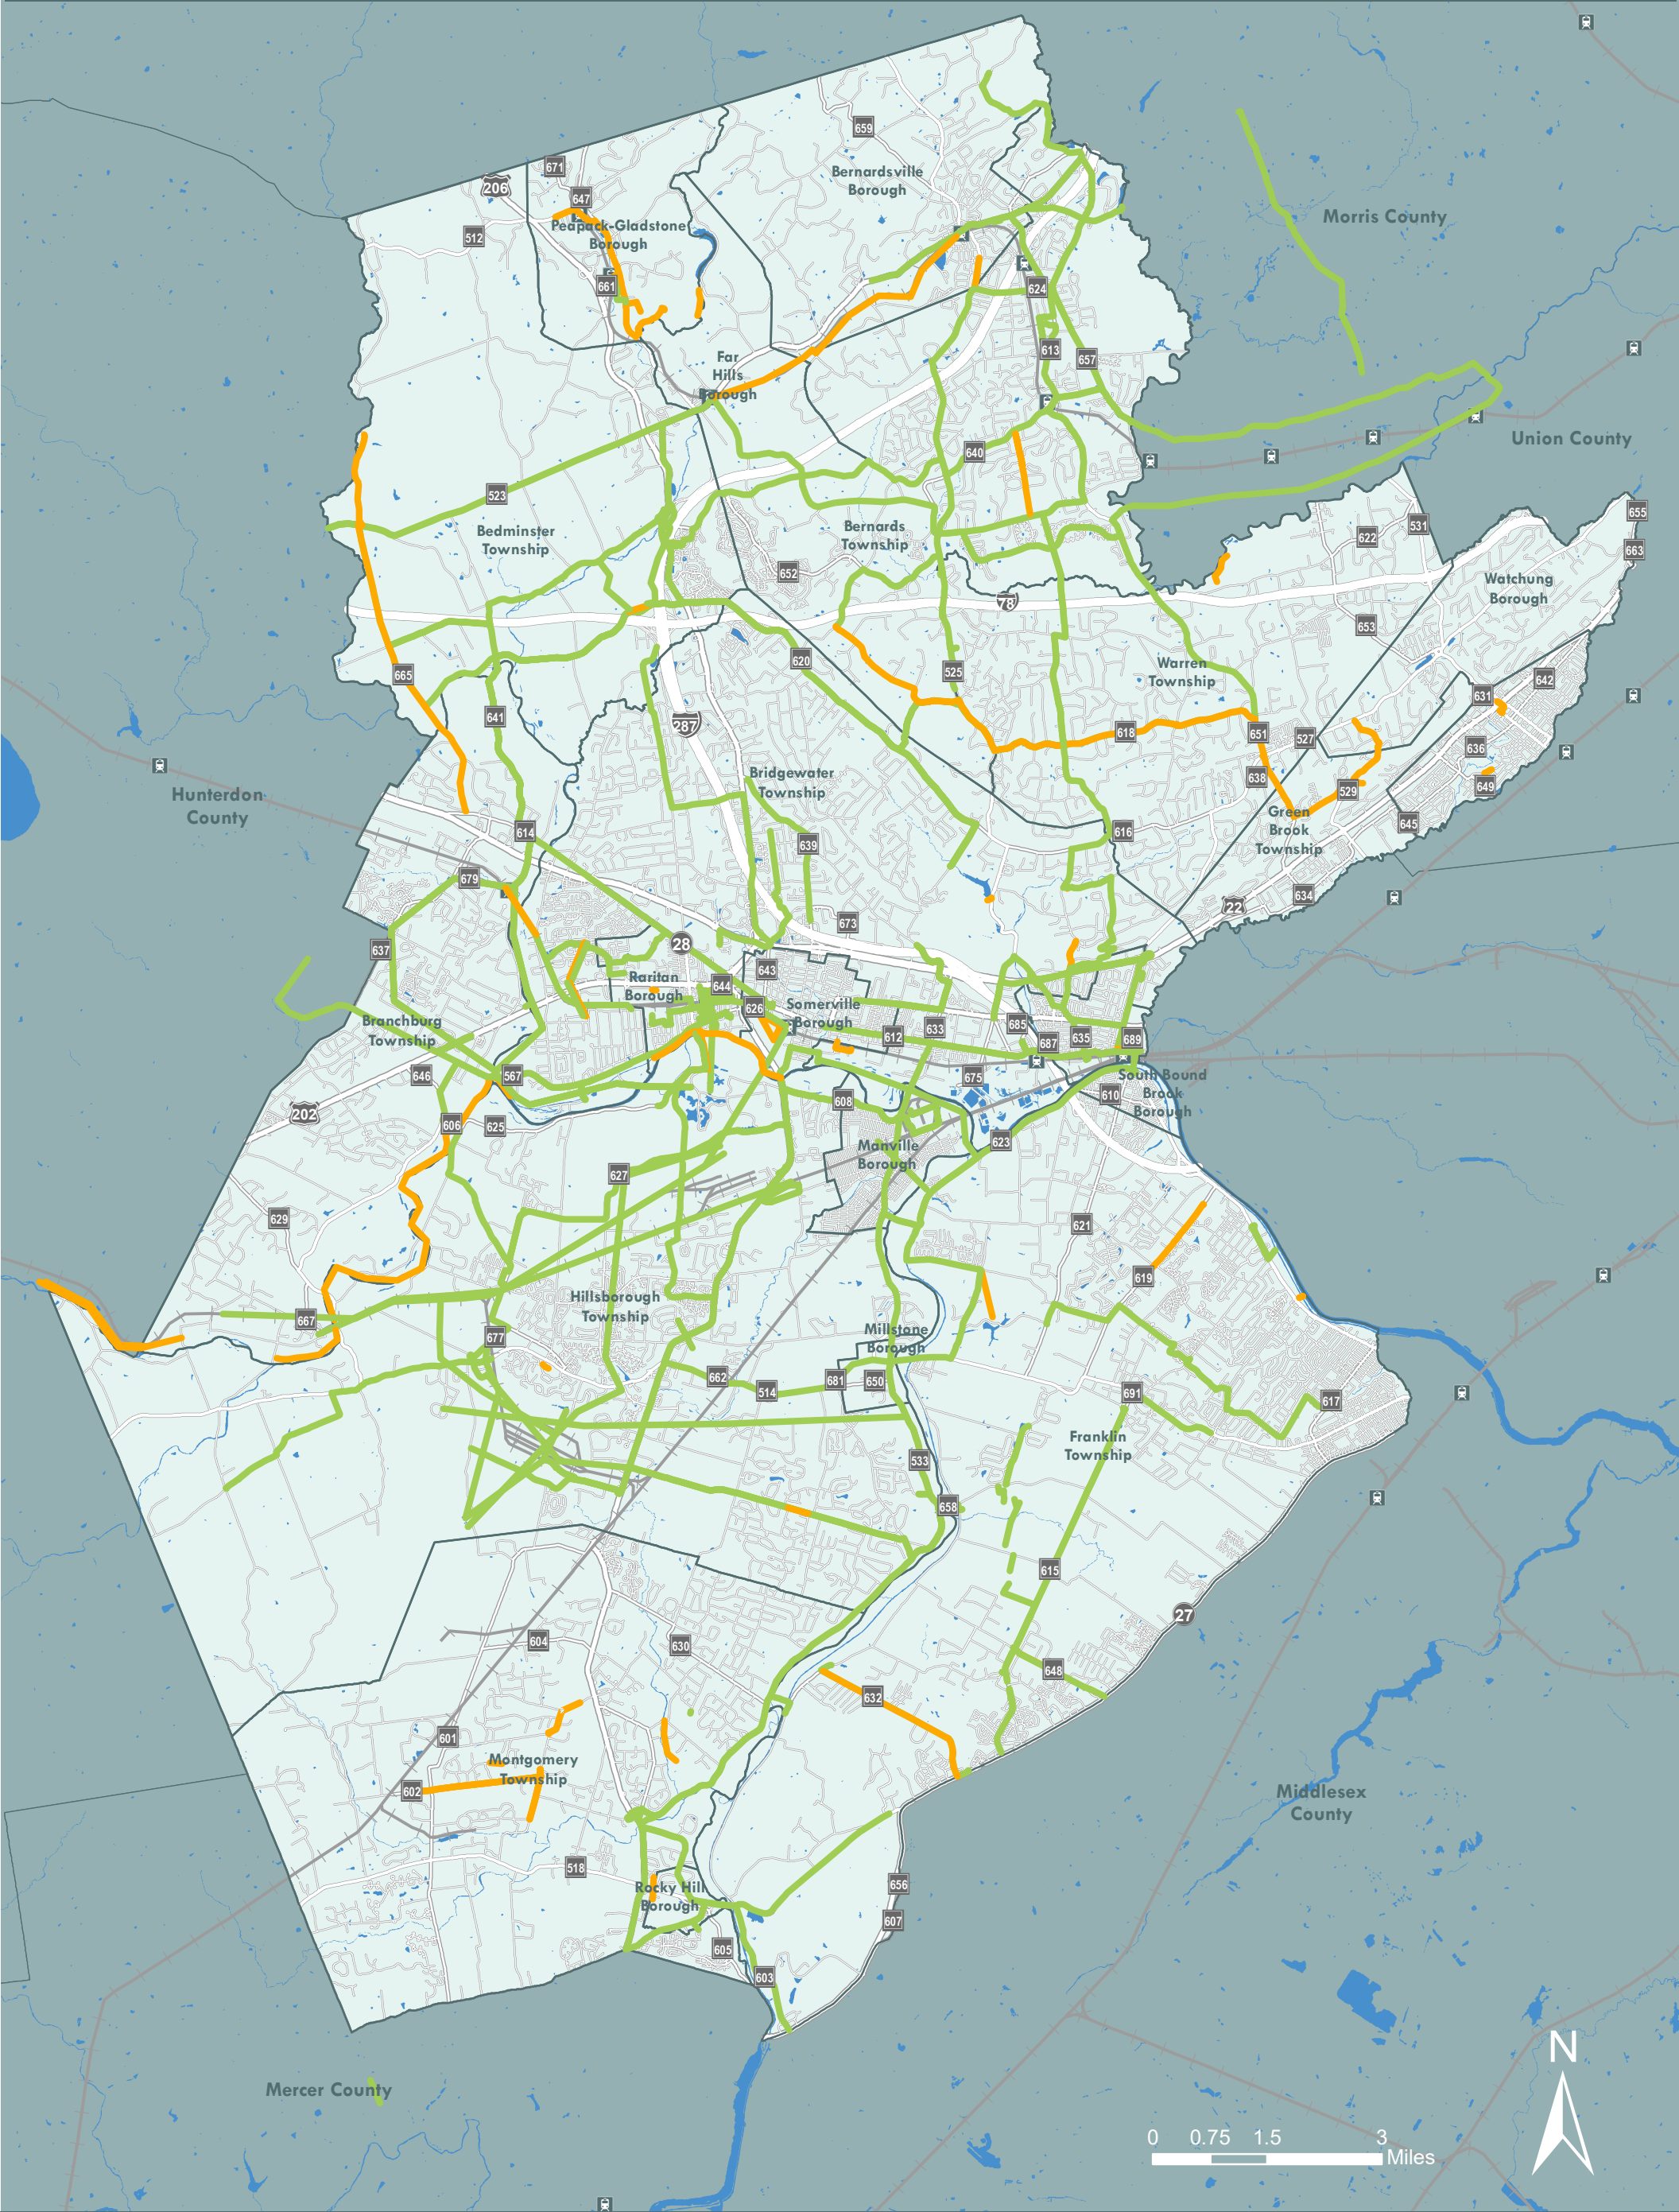 659
Bernardsville
Borough
671
206
647
Peapack-Gladstone
Borough
512
Morris County
661
624
613
657
Far
Hills
Borough
Union County
640
523
Bedminster
Township
Bernards
Township
652
622
531
655
663
Watchung
Borough
78
653
665
620
525
Warren
Township
631
642
641
287
618
651
527
636
Hunterdon
County
Bridgewater
Township
638
529
649
Green
Brook
Township
614
639
616
645
679
634
22
637
28
673
643
Raritan
Borough
644
626
Somerville
Borough
Branchburg
Township
612
633
685
687
635
689
646
567
675
South Bound
Brook
Borough
610
202
608
606
625
623
Manville
Borough
627
629
621
619
Hillsborough
Township
667
677
Millstone
Borough
662
514
681
650
691
617
Franklin
Township
533
658
615
27
604
630
648
632
601
Montgomery
Township
602
Middlesex
County
518
Rocky Hill
Borough
656
607
605
603
Mercer County
N
0 0.75 1.5 3
Miles